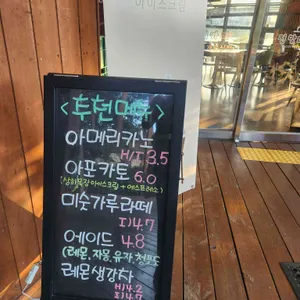 아이스크림
<추천메뉴>
아메리카노
H/I 3.5
아포카토 6.0
(상하목장아이스크림+에스프레소)
미숫가루라떼
I)4.7
에이드 4.8
(레몬, 자몽, 유자, 청포도)
레몬생강차
H)4.2
I)4.7